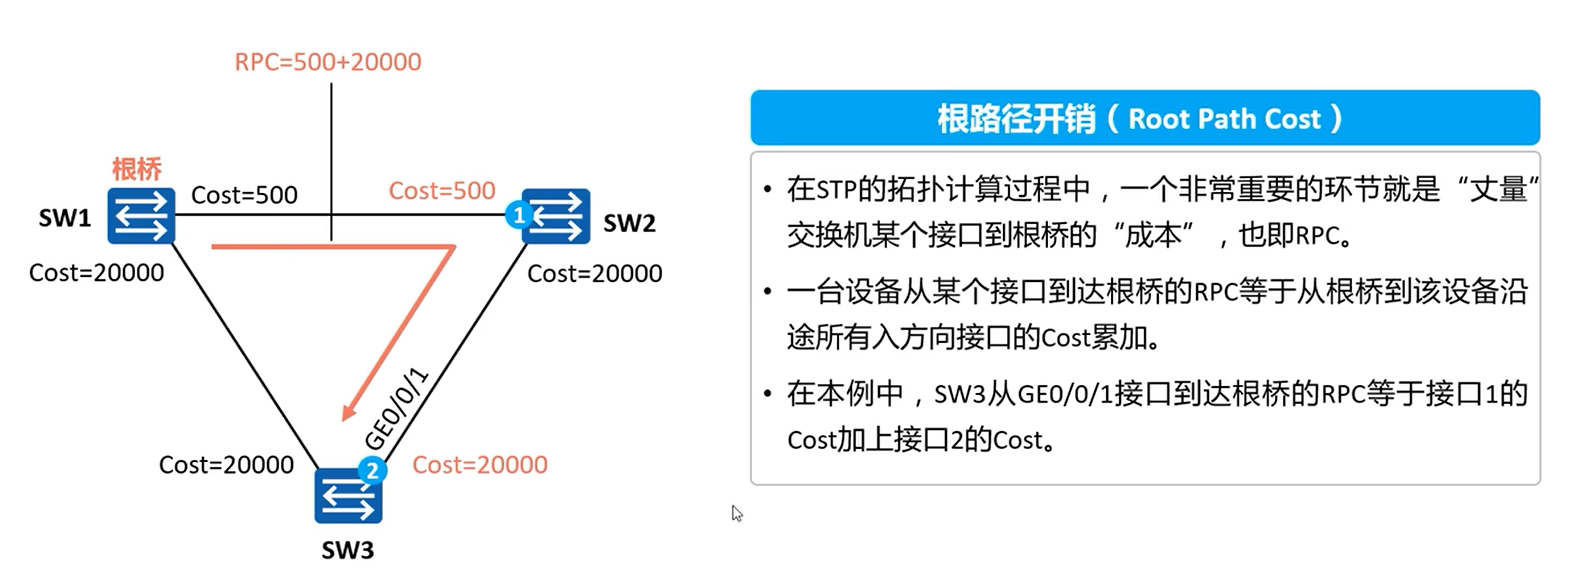 RPC=500+20000
根桥
Cost=500
Cost=500
SW1
1
SW2
Cost=20000
Cost=20000
GE0/0/1
Cost=20000
2
Cost=20000
SW3
根路径开销（Root Path Cost）
• 在STP的拓扑计算过程中，一个非常重要的环节就是“丈量”
交换机某个接口到根桥的“成本”，也即RPC。
• 一台设备从某个接口到达根桥的RPC等于从根桥到该设备沿
途所有入方向接口的Cost累加。
• 在本例中，SW3从GE0/0/1接口到达根桥的RPC等于接口1的
Cost加上接口2的Cost。